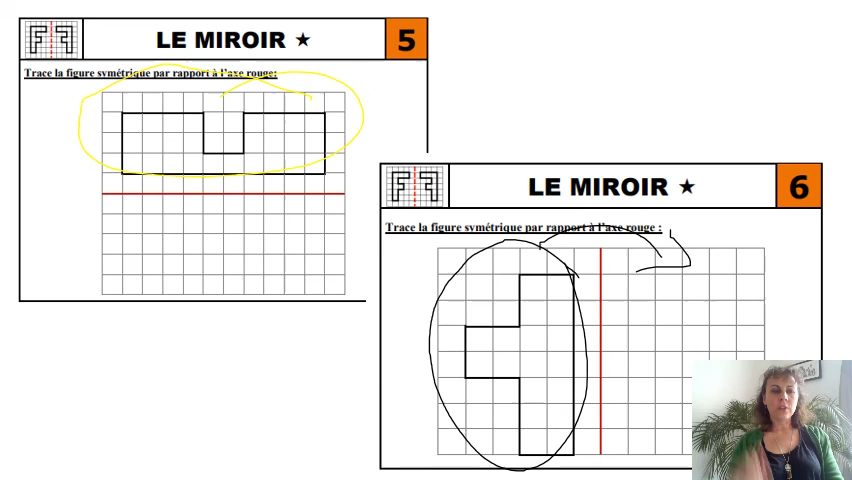 LE MIROIR ★
5
Trace la figure symétrique par rapport à l'axe rouge:
LE MIROIR ★
6
Trace la figure symétrique par rapport à l'axe rouge :